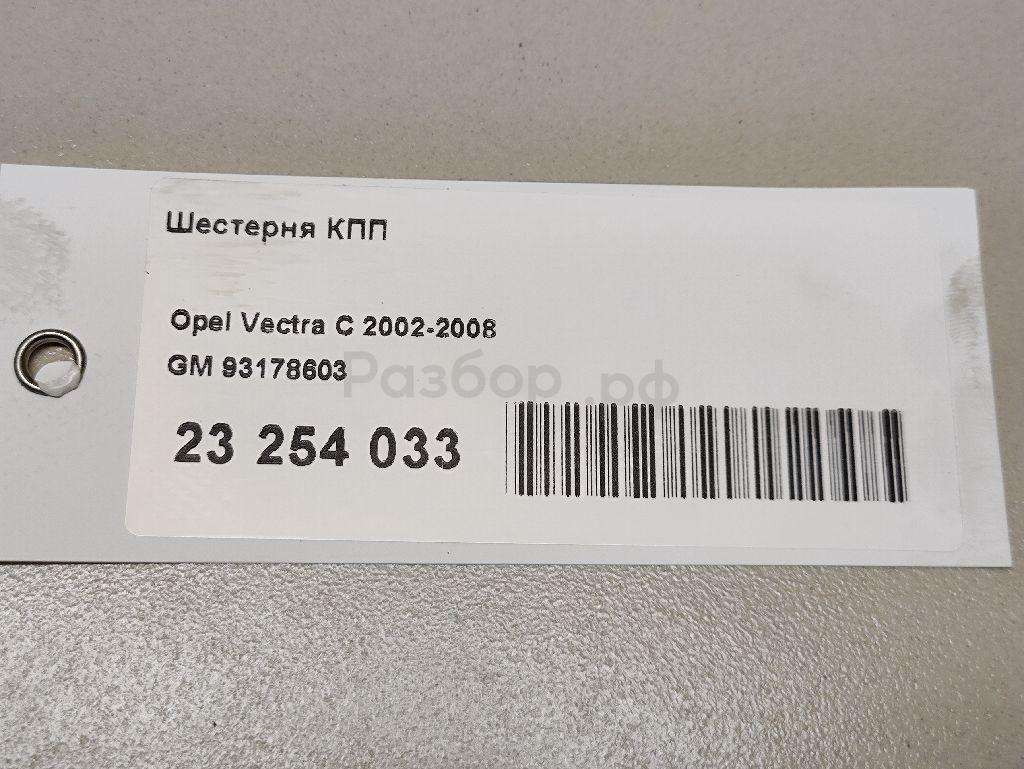 Шестерня КПП
Opel Vectra C 2002-2008
GM 93178603
Разбор.рф
23 254 033